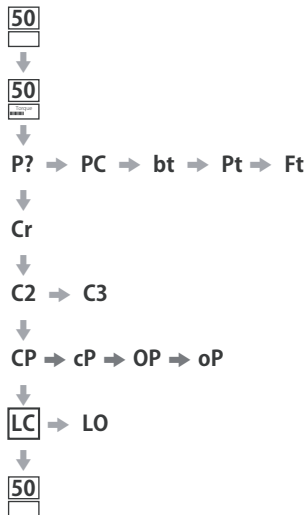 50
50
Torque
P? PC bt Pt Ft
Cr
C2 C3
CP cP OP oP
LC LO
50